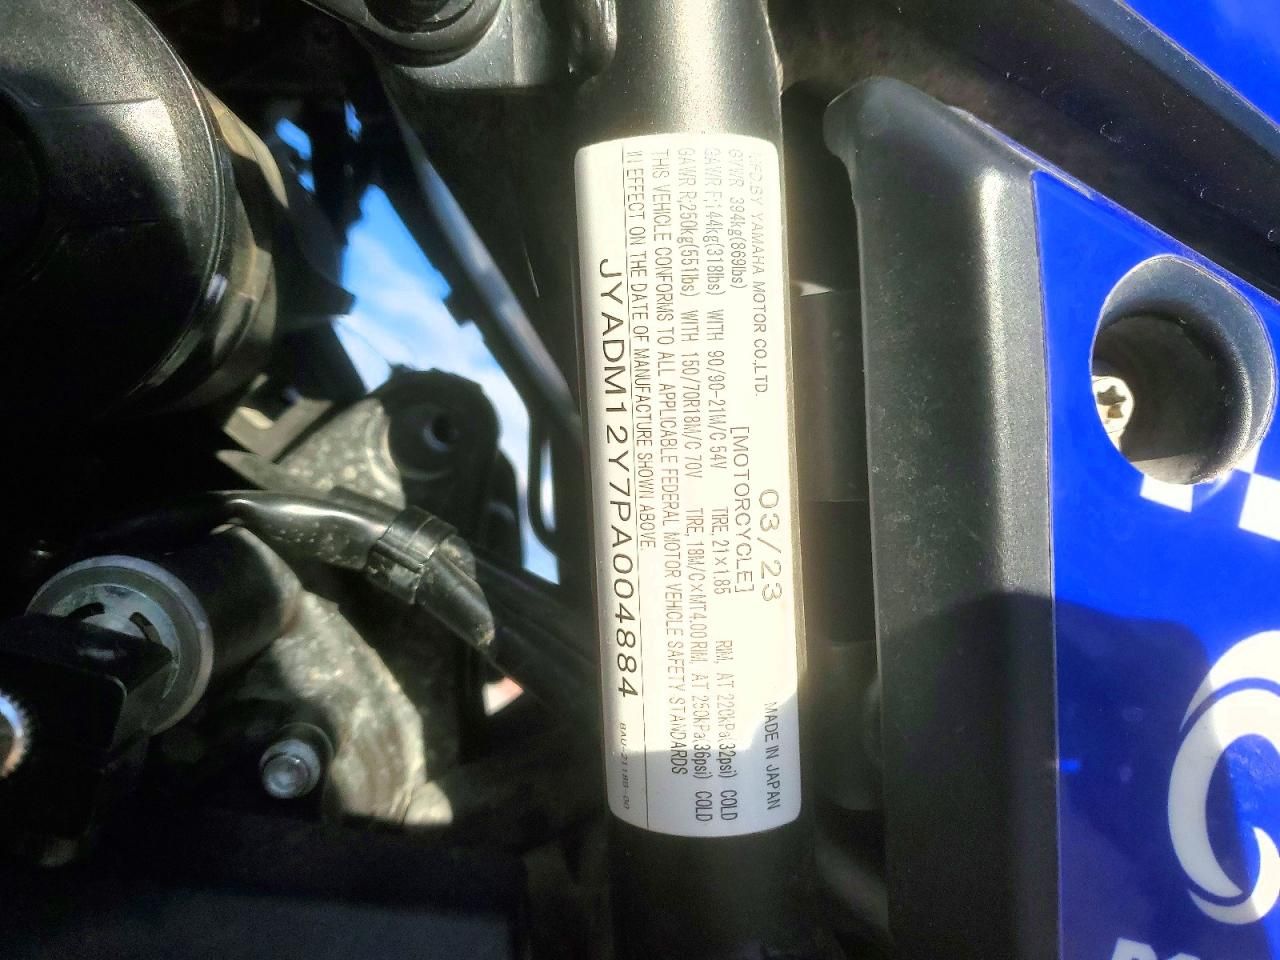 MFD.BY YAMAHA MOTOR CO.,LTD. 03/23 MADE IN JAPAN
GVWR 394kg(869lbs) [MOTORCYCLE]
GAWR F;144kg(318lbs) WITH 90/90-21M/C 54V TIRE, 21×1.85 RIM, AT 220kPa(32psi) COLD
GAWR R;250kg(551lbs) WITH 150/70R18M/C 70V TIRE, 18M/C×MT4.00 RIM, AT 250kPa(36psi) COLD
THIS VEHICLE CONFORMS TO ALL APPLICABLE FEDERAL MOTOR VEHICLE SAFETY STANDARDS
IN EFFECT ON THE DATE OF MANUFACTURE SHOWN ABOVE.
JYADM12Y7PA004884